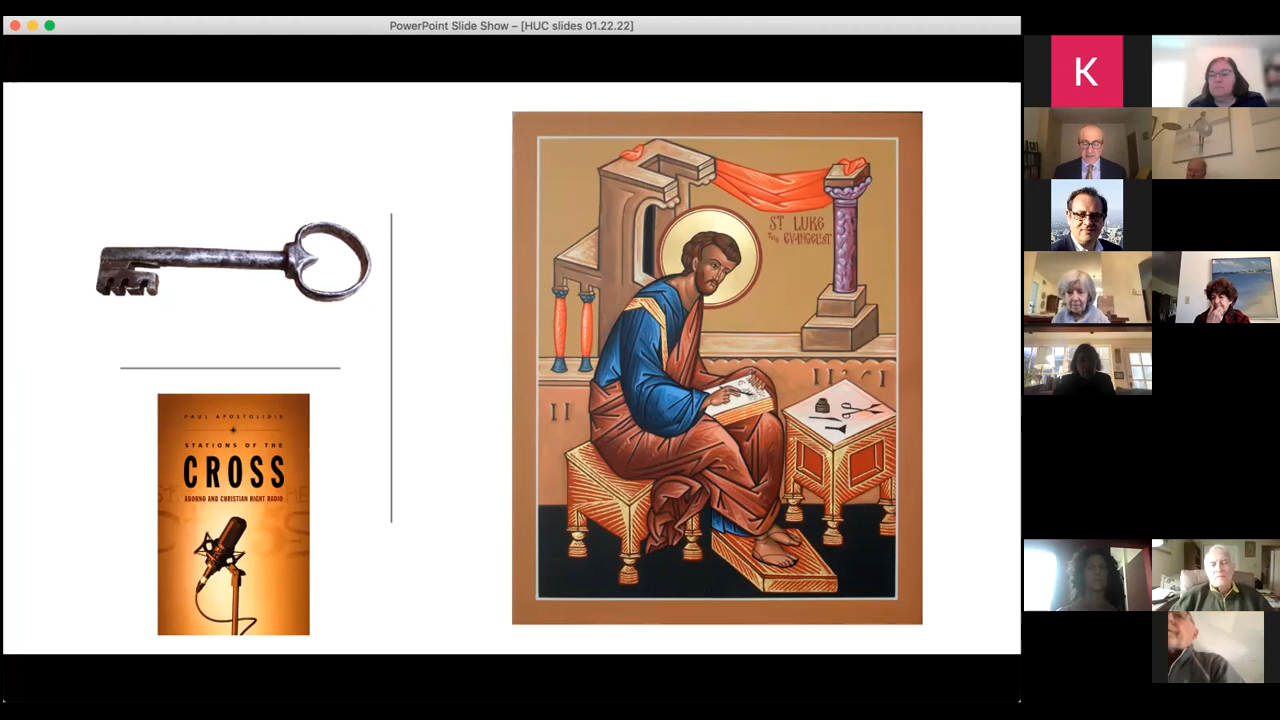 PowerPoint Slide Show – [HUC slides 01.22.22]
K
ST LUKE
THE EVANGELIST
PAUL APOSTOLIDIS
STATIONS OF THE
CROSS
ADORNO AND CHRISTIAN RIGHT RADIO